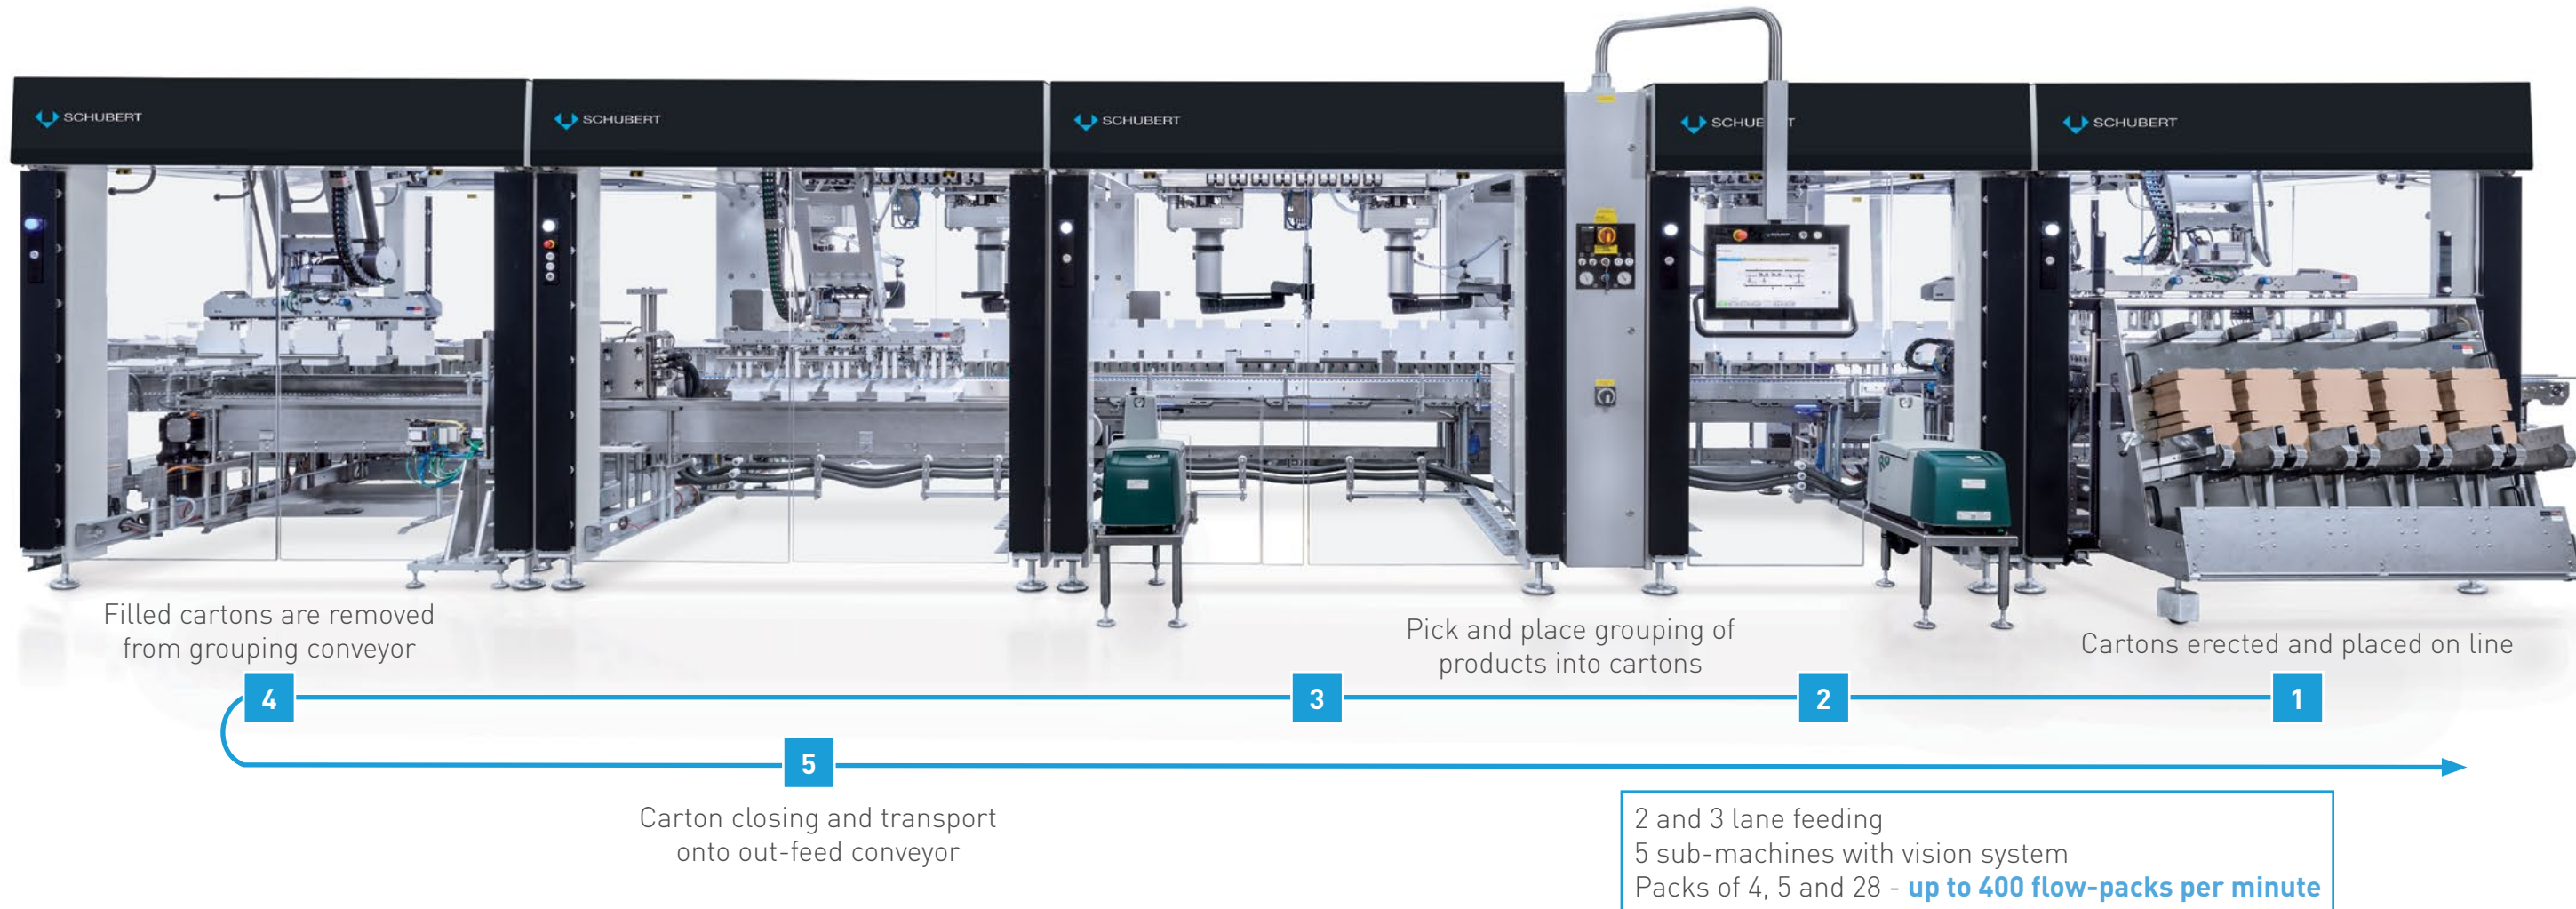 SCHUBERT
SCHUBERT
SCHUBERT
SCHUBERT
SCHUBERT
Filled cartons are removed
from grouping conveyor
Pick and place grouping of
products into cartons
Cartons erected and placed on line
4
3
2
1
5
Carton closing and transport
onto out-feed conveyor
2 and 3 lane feeding
5 sub-machines with vision system
Packs of 4, 5 and 28 - up to 400 flow-packs per minute